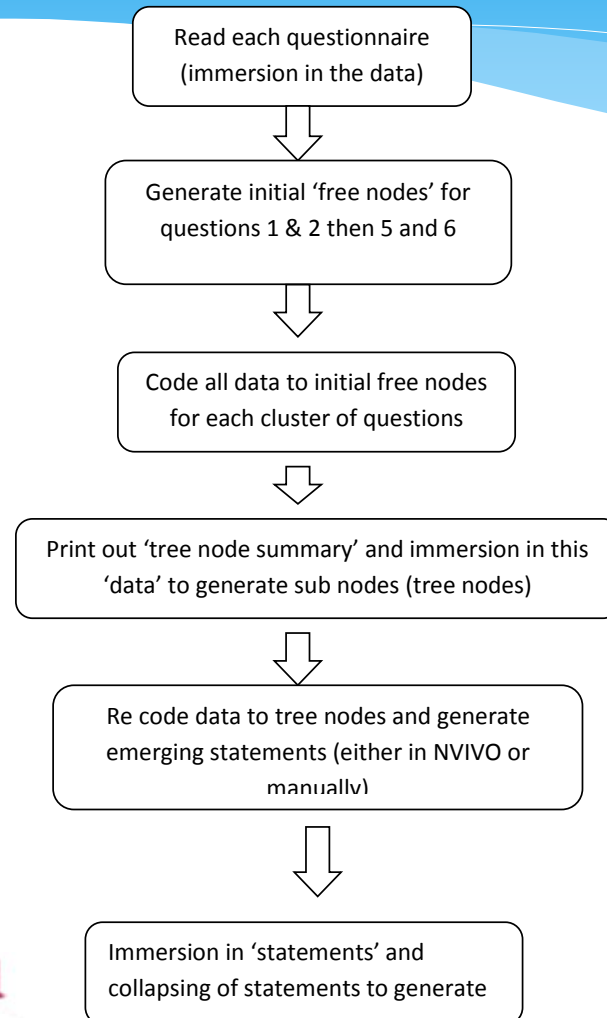 Read each questionnaire
(immersion in the data)
Generate initial ‘free nodes’ for
questions 1 & 2 then 5 and 6
Code all data to initial free nodes
for each cluster of questions
Print out ‘tree node summary’ and immersion in this
‘data’ to generate sub nodes (tree nodes)
Re code data to tree nodes and generate
emerging statements (either in NVIVO or
manually)
Immersion in ‘statements’ and
collapsing of statements to generate